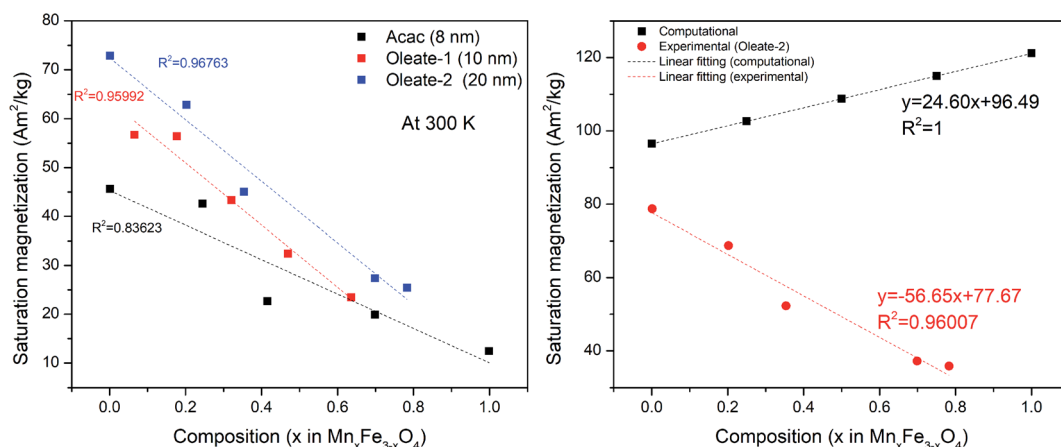 80
70
60
50
40
30
20
10
Saturation magnetization (Am²/kg)
Acac (8 nm)
Oleate-1 (10 nm)
Oleate-2 (20 nm)
At 300 K
R²=0.96763
R²=0.95992
R²=0.83623
0.0 0.2 0.4 0.6 0.8 1.0
Composition (x in MnₓFe₃₋ₓO₄)
120
100
80
60
40
Saturation magnetization (Am²/kg)
Computational
Experimental (Oleate-2)
Linear fitting (computational)
Linear fitting (experimental)
y=24.60x+96.49
R²=1
y=-56.65x+77.67
R²=0.96007
0.0 0.2 0.4 0.6 0.8 1.0
Composition (x in MnₓFe₃₋ₓO₄)